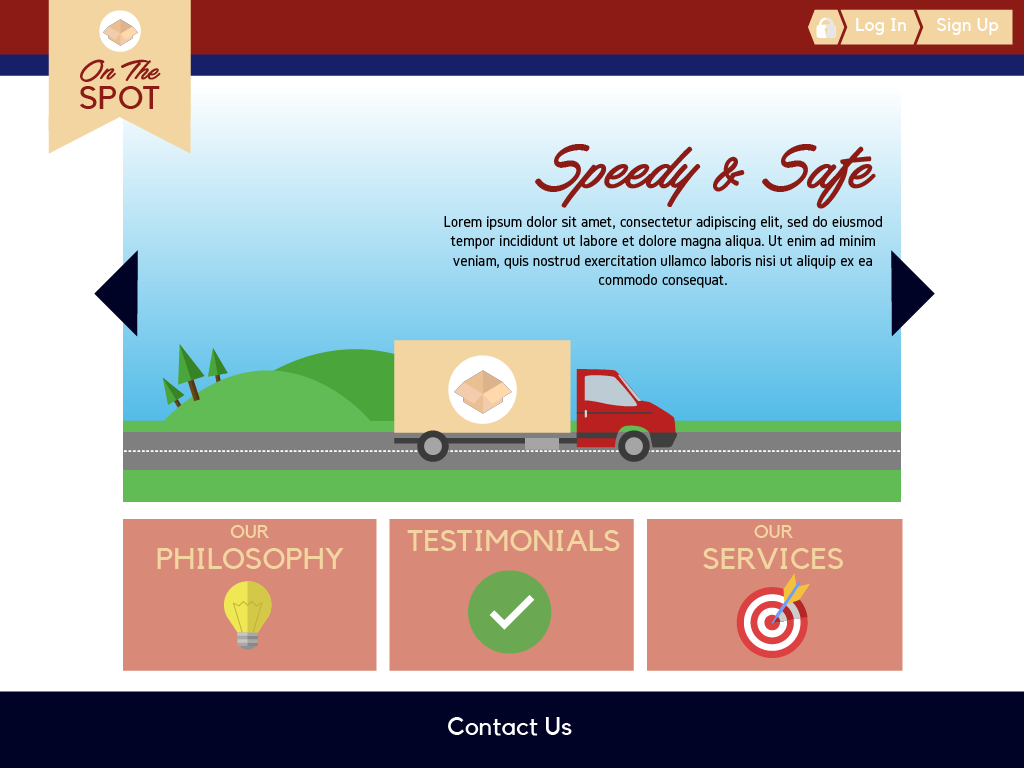 On The
SPOT
Log In
Sign Up
Speedy & Safe
Lorem ipsum dolor sit amet, consectetur adipiscing elit, sed do eiusmod
tempor incididunt ut labore et dolore magna aliqua. Ut enim ad minim
veniam, quis nostrud exercitation ullamco laboris nisi ut aliquip ex ea
commodo consequat.
OUR
PHILOSOPHY
TESTIMONIALS
OUR
SERVICES
Contact Us